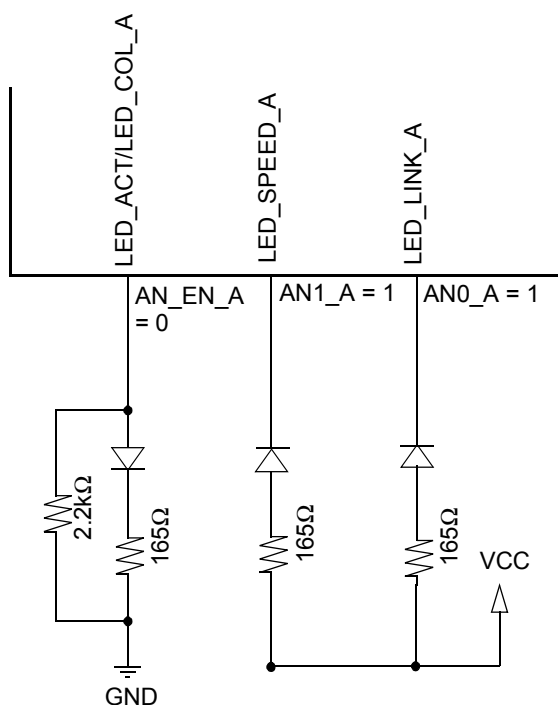 LED_ACT/LED_COL_A
LED_SPEED_A
LED_LINK_A
AN_EN_A
= 0
AN1_A = 1
AN0_A = 1
2.2kΩ
165Ω
165Ω
165Ω
VCC
GND